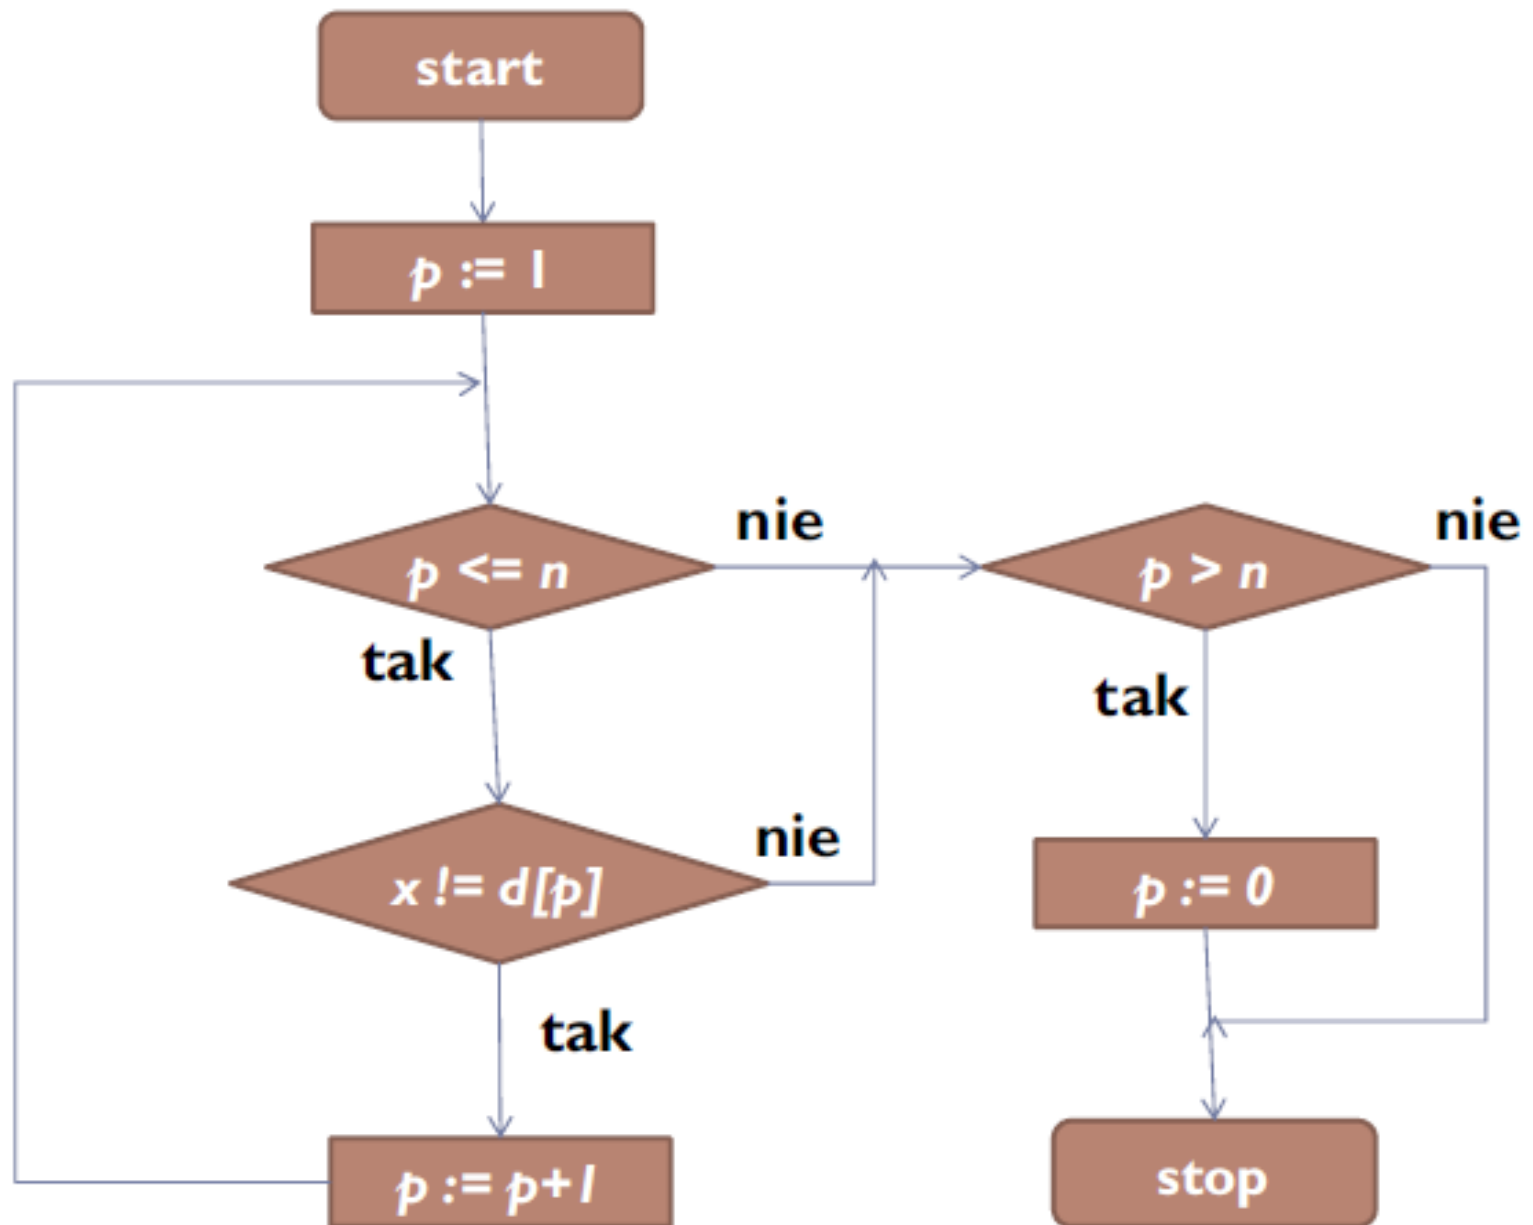 start
p := 1
p <= n
nie
p > n
nie
tak
tak
x != d[p]
nie
p := 0
tak
p := p+1
stop